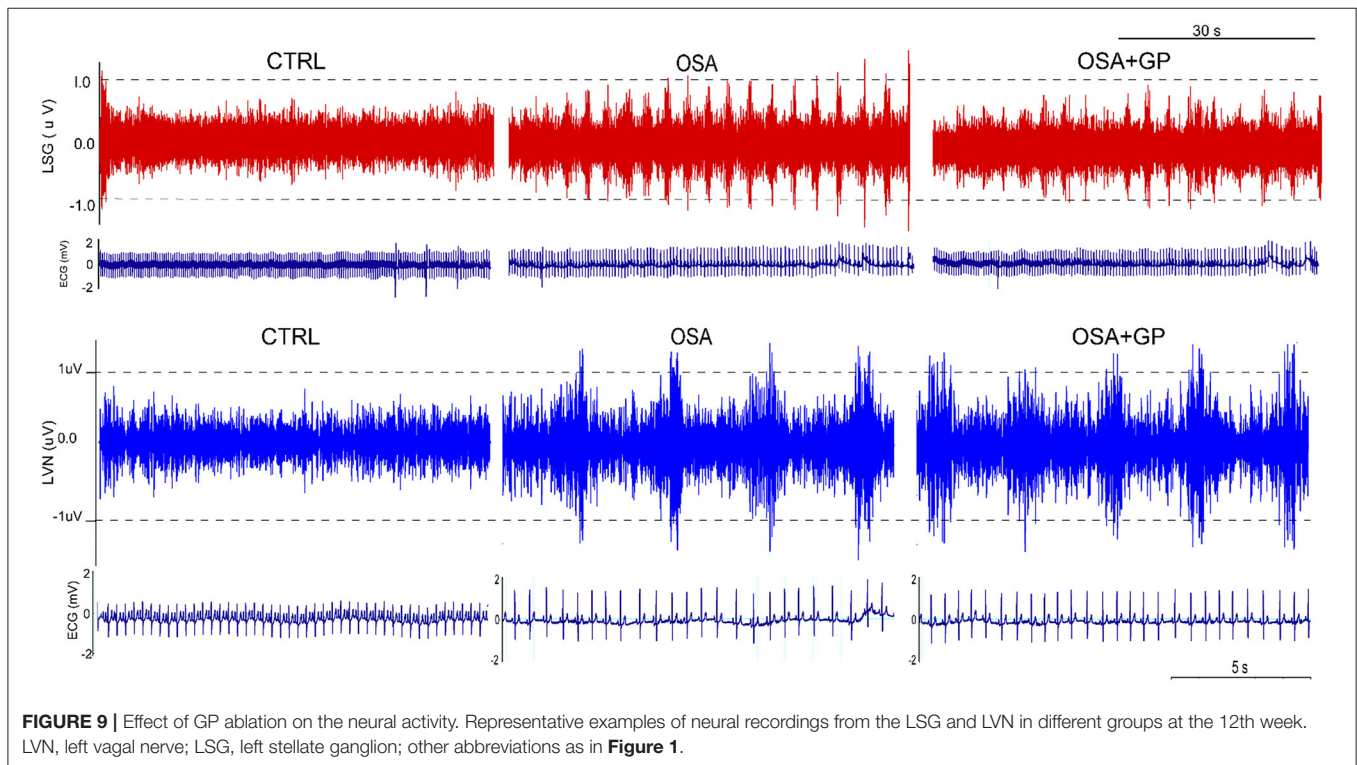 30 s
CTRL
OSA
OSA+GP
1.0
0.0
-1.0
LSG ( u V)
2
0
-2
ECG (mV)
CTRL
OSA
OSA+GP
1uV
0.0
-1uV
LVN (uV)
2
0
-2
ECG (mV)
1
0
2
1
0
2
5 s
FIGURE 9 | Effect of GP ablation on the neural activity. Representative examples of neural recordings from the LSG and LVN in different groups at the 12th week.
LVN, left vagal nerve; LSG, left stellate ganglion; other abbreviations as in Figure 1.